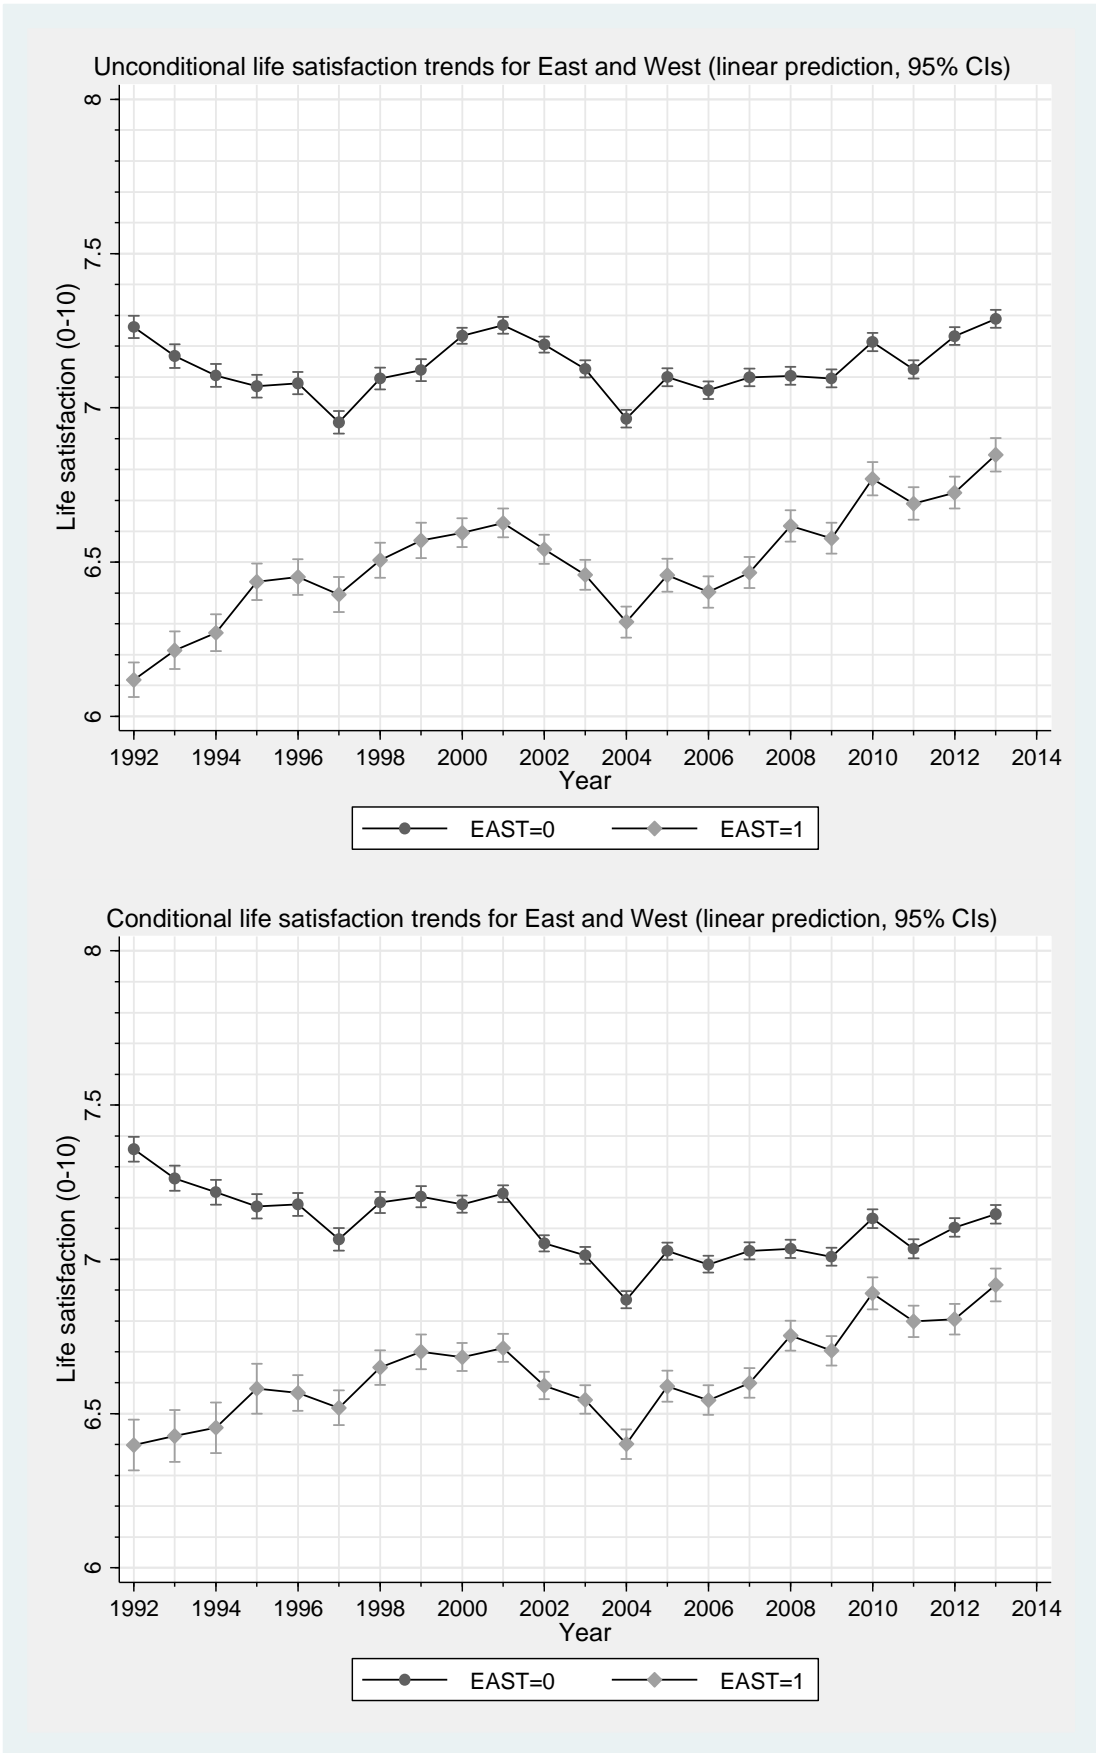 Unconditional life satisfaction trends for East and West (linear prediction, 95% CIs)
Life satisfaction (0-10)
8
7.5
7
6.5
6
1992 1994 1996 1998 2000 2002 2004 2006 2008 2010 2012 2014
Year
EAST=0 EAST=1
Conditional life satisfaction trends for East and West (linear prediction, 95% CIs)
Life satisfaction (0-10)
8
7.5
7
6.5
6
1992 1994 1996 1998 2000 2002 2004 2006 2008 2010 2012 2014
Year
EAST=0 EAST=1